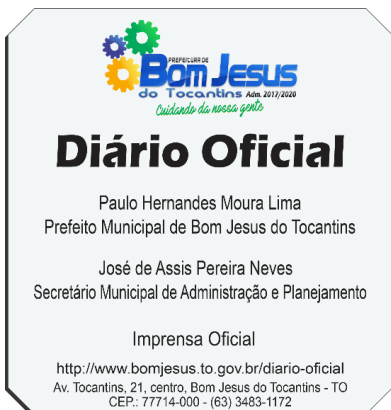 PREFEITURA DE
Bom Jesus
do Tocantins Adm. 2017/2020
Cuidando da nossa gente
Diário Oficial
Paulo Hernandes Moura Lima
Prefeito Municipal de Bom Jesus do Tocantins
José de Assis Pereira Neves
Secretário Municipal de Administração e Planejamento
Imprensa Oficial
http://www.bomjesus.to.gov.br/diario-oficial
Av. Tocantins, 21, centro, Bom Jesus do Tocantins - TO
CEP.: 77714-000 - (63) 3483-1172